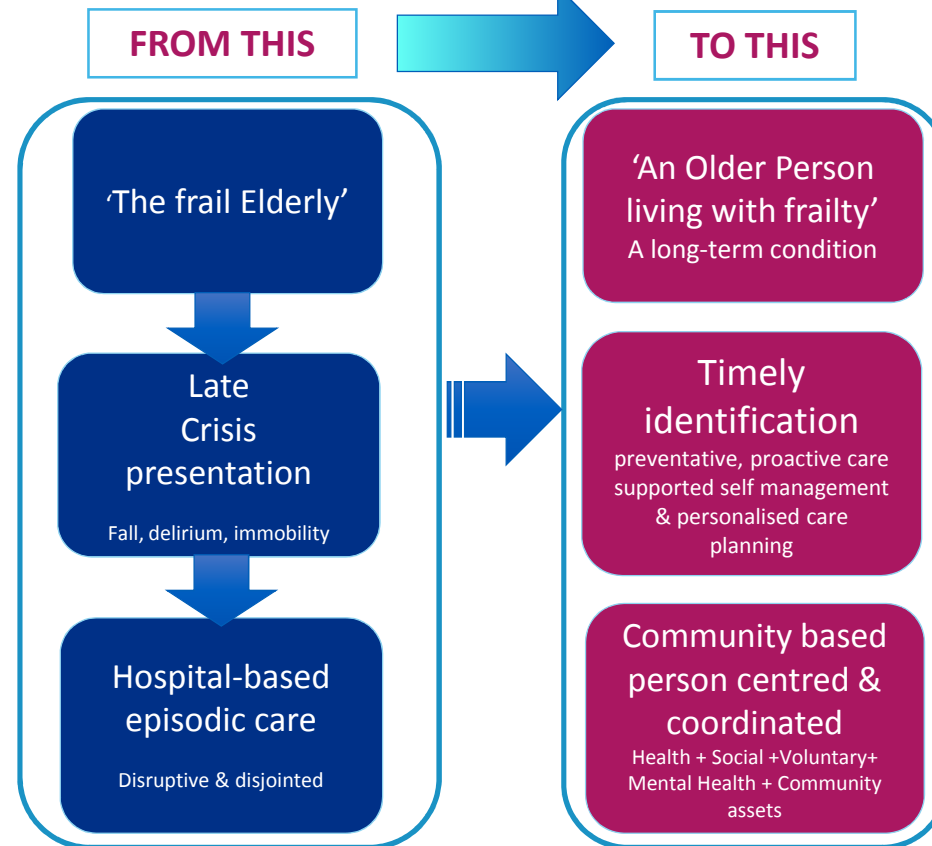 FROM THIS
TO THIS
‘The frail Elderly’
Late
Crisis
presentation
Fall, delirium, immobility
Hospital-based
episodic care
Disruptive & disjointed
‘An Older Person
living with frailty’
A long-term condition
Timely
identification
preventative, proactive care
supported self management
& personalised care
planning
Community based
person centred &
coordinated
Health + Social +Voluntary+
Mental Health + Community
assets